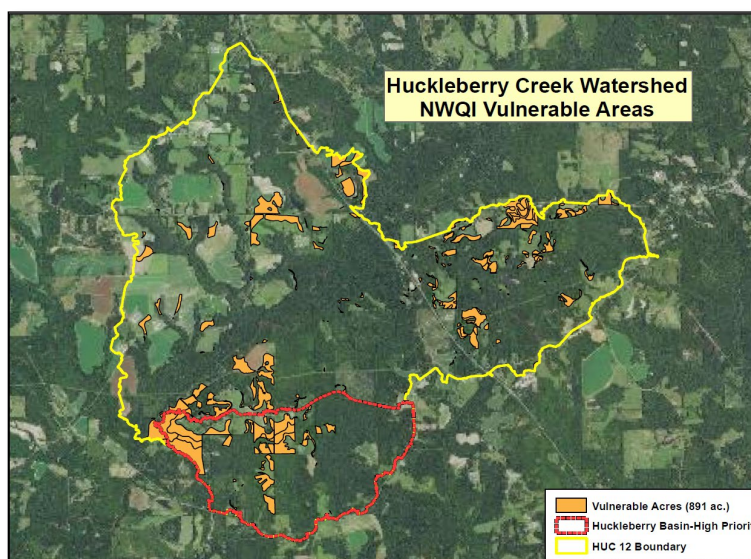 Huckleberry Creek Watershed
NWQI Vulnerable Areas
Vulnerable Acres (891 ac.)
Huckleberry Basin-High Priorit
HUC 12 Boundary